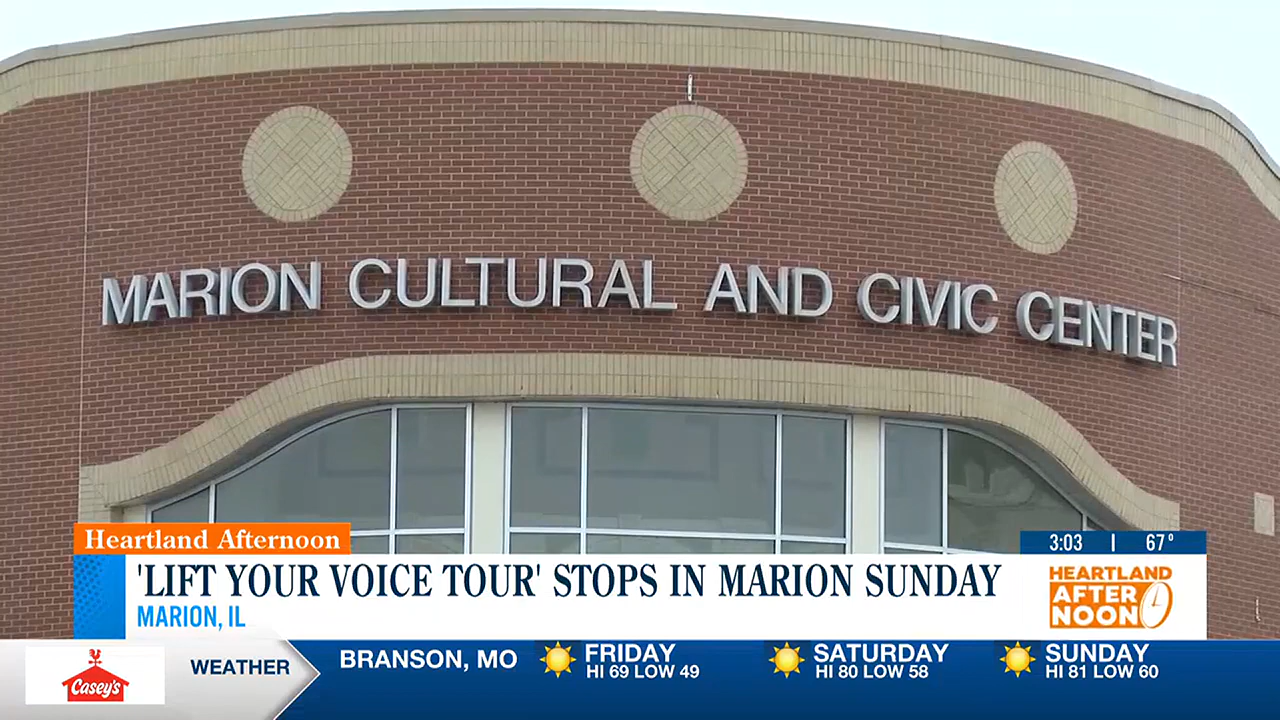 MARION CULTURAL AND CIVIC CENTER
Heartland Afternoon
3:03 | 67°
'LIFT YOUR VOICE TOUR' STOPS IN MARION SUNDAY
MARION, IL
HEARTLAND
AFTER
NOON
Casey's
WEATHER
BRANSON, MO
FRIDAY
HI 69 LOW 49
SATURDAY
HI 80 LOW 58
SUNDAY
HI 81 LOW 60